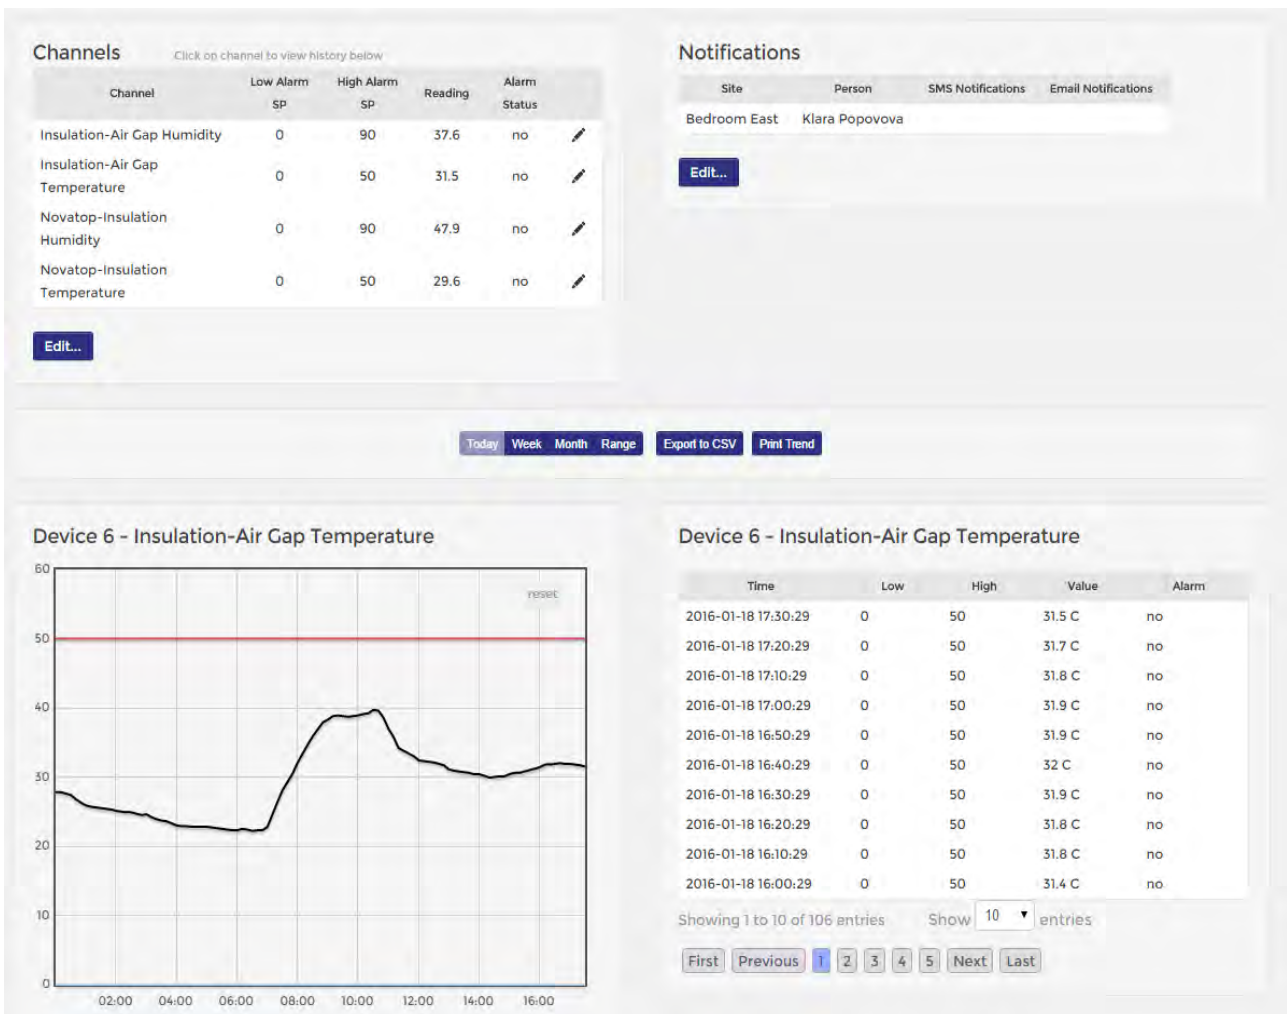 Channels
Click on channel to view history below
Channel Low Alarm SP High Alarm SP Reading Alarm Status
Insulation-Air Gap Humidity 0 90 37.6 no
Insulation-Air Gap Temperature 0 50 31.5 no
Novatop-Insulation Humidity 0 90 47.9 no
Novatop-Insulation Temperature 0 50 29.6 no
Edit...
Notifications
Site Person SMS Notifications Email Notifications
Bedroom East Klara Popovova
Edit...
Today Week Month Range Export to CSV Print Trend
Device 6 - Insulation-Air Gap Temperature
reset
60
50
40
30
20
10
0
02:00 04:00 06:00 08:00 10:00 12:00 14:00 16:00
Device 6 - Insulation-Air Gap Temperature
Time Low High Value Alarm
2016-01-18 17:30:29 0 50 31.5 C no
2016-01-18 17:20:29 0 50 31.7 C no
2016-01-18 17:10:29 0 50 31.8 C no
2016-01-18 17:00:29 0 50 31.9 C no
2016-01-18 16:50:29 0 50 31.9 C no
2016-01-18 16:40:29 0 50 32 C no
2016-01-18 16:30:29 0 50 31.9 C no
2016-01-18 16:20:29 0 50 31.8 C no
2016-01-18 16:10:29 0 50 31.8 C no
2016-01-18 16:00:29 0 50 31.4 C no
Showing 1 to 10 of 106 entries Show 10 entries
First Previous 1 2 3 4 5 Next Last